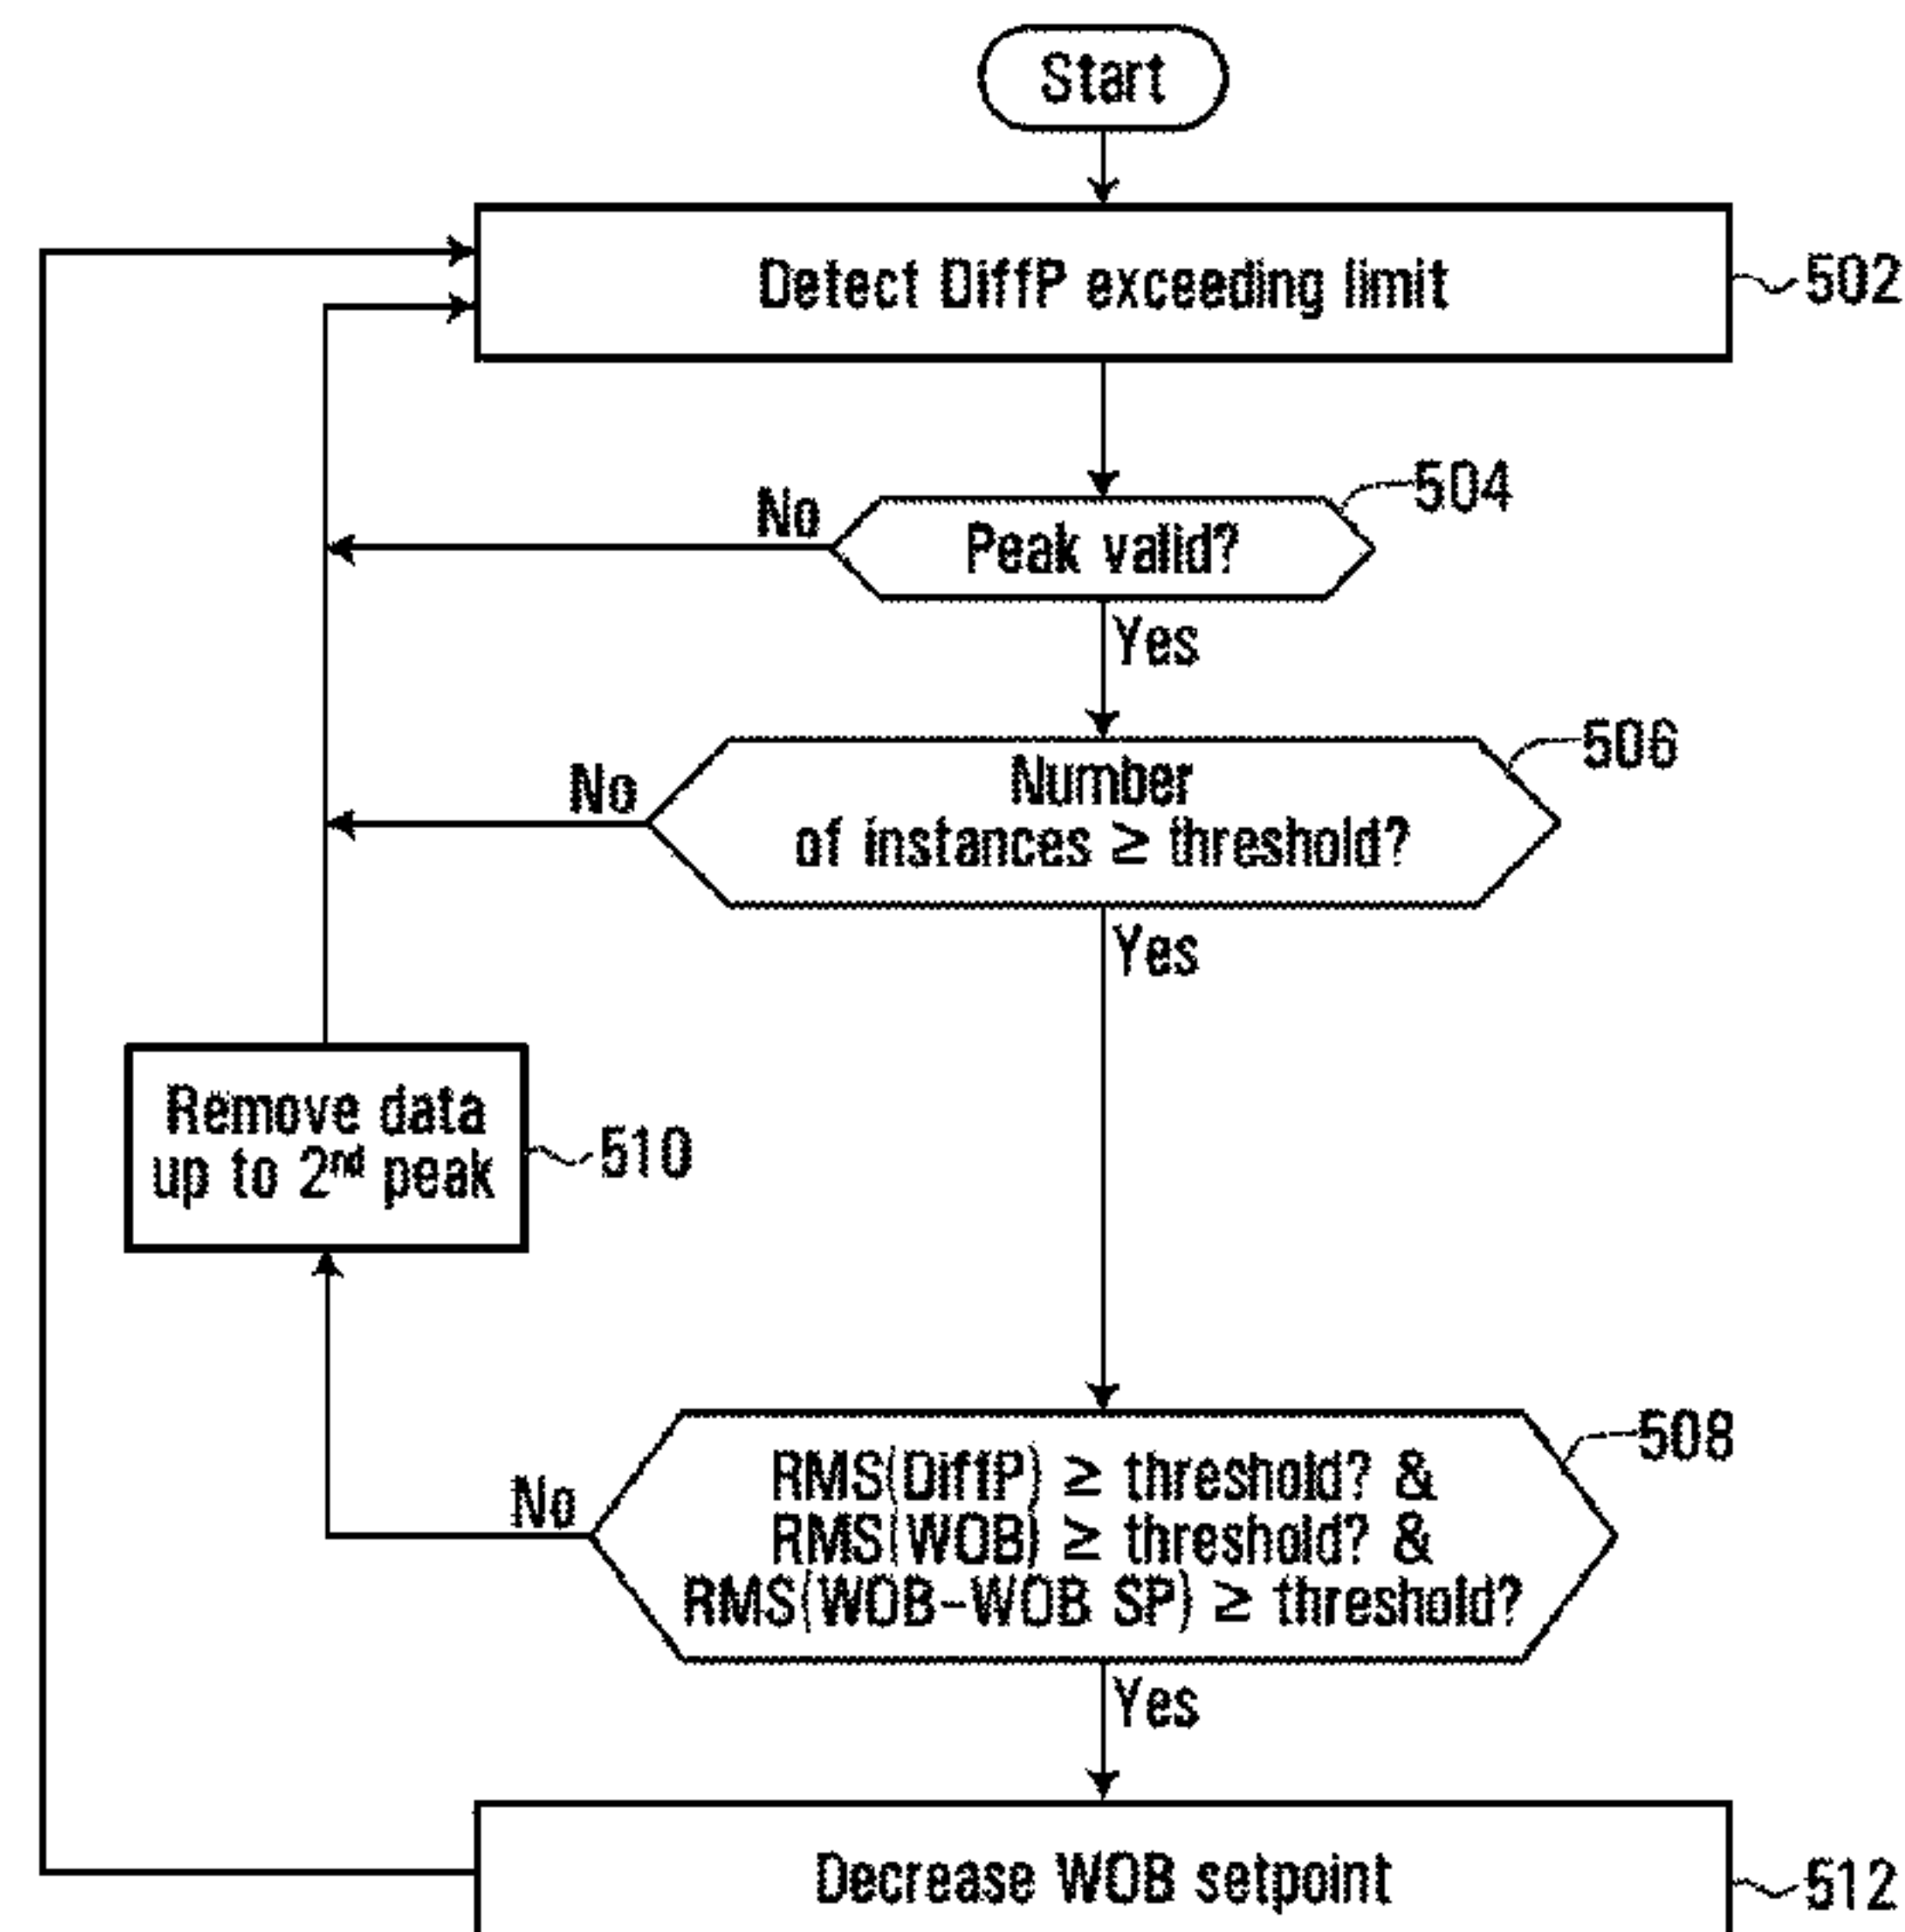 Start
Detect DiffP exceeding limit
502
504
No
Peak valid?
Yes
506
No
Number
of instances ≥ threshold?
Yes
Remove data
up to 2nd peak
510
508
No
RMS(DiffP) ≥ threshold? &
RMS(WOB) ≥ threshold? &
RMS(WOB-WOB SP) ≥ threshold?
Yes
Decrease WOB setpoint
512